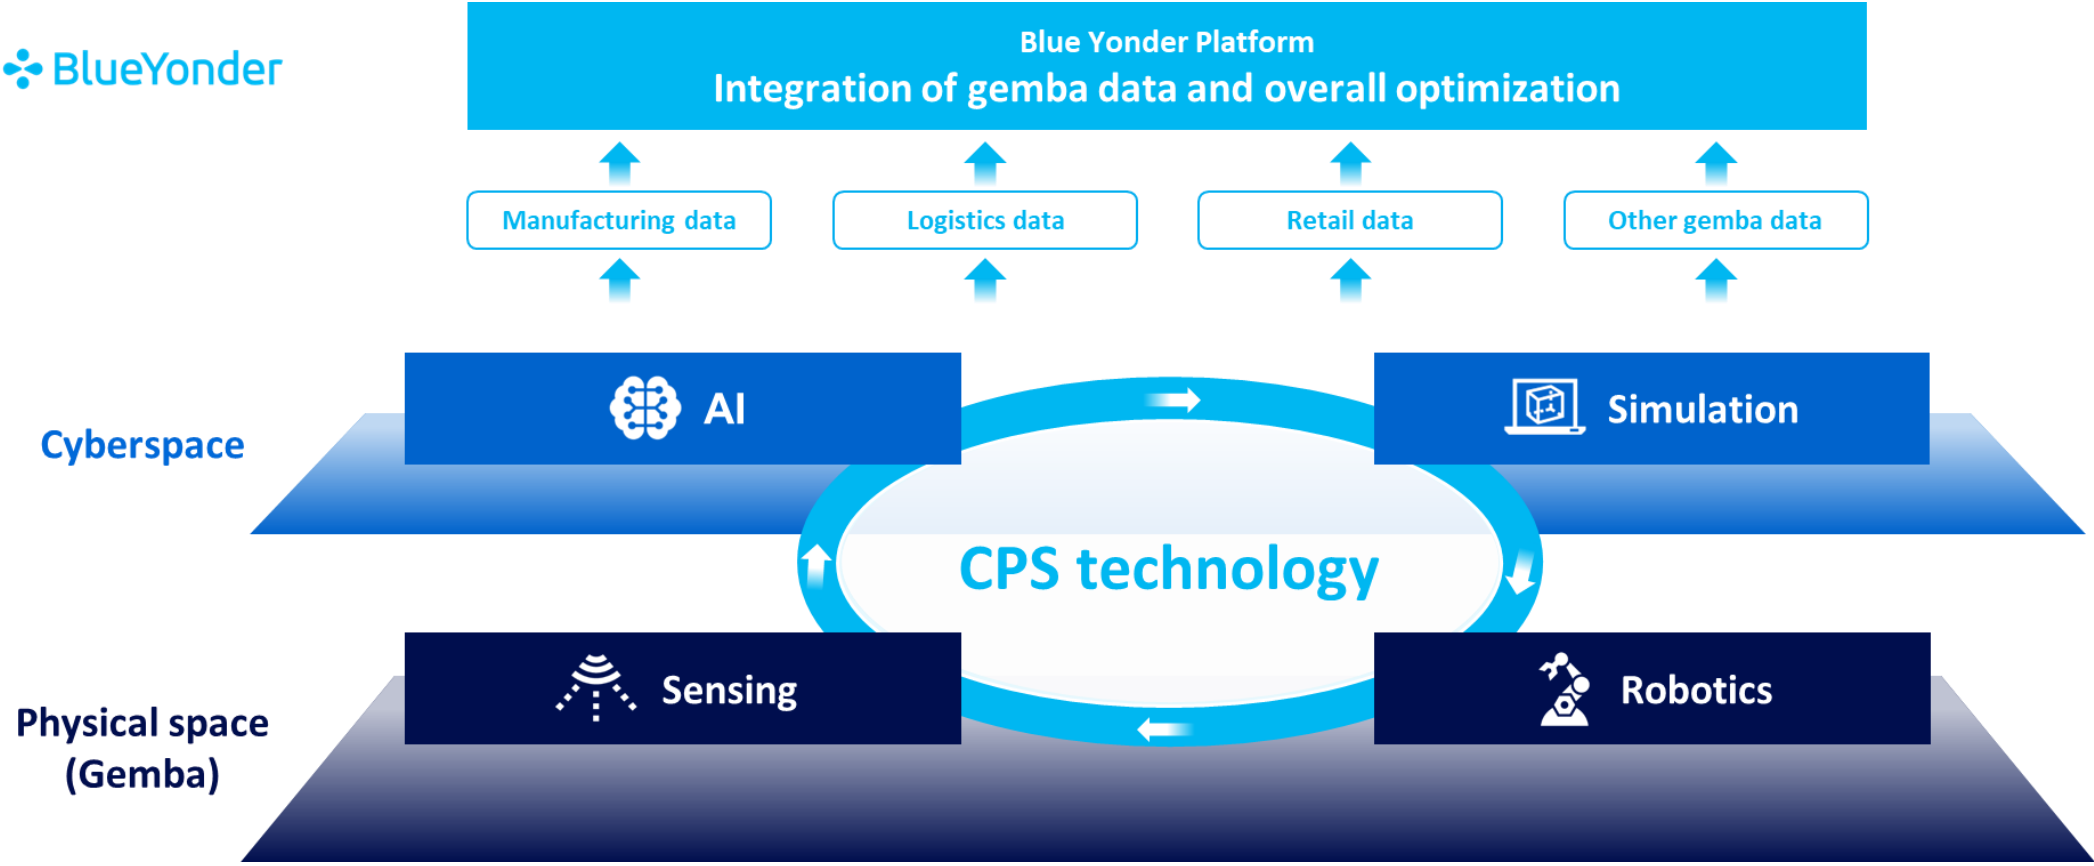 Blue Yonder Platform
BlueYonder
Integration of gemba data and overall optimization
Manufacturing data
Logistics data
Retail data
Other gemba data
AI
Simulation
Cyberspace
CPS technology
Sensing
Robotics
Physical space
(Gemba)